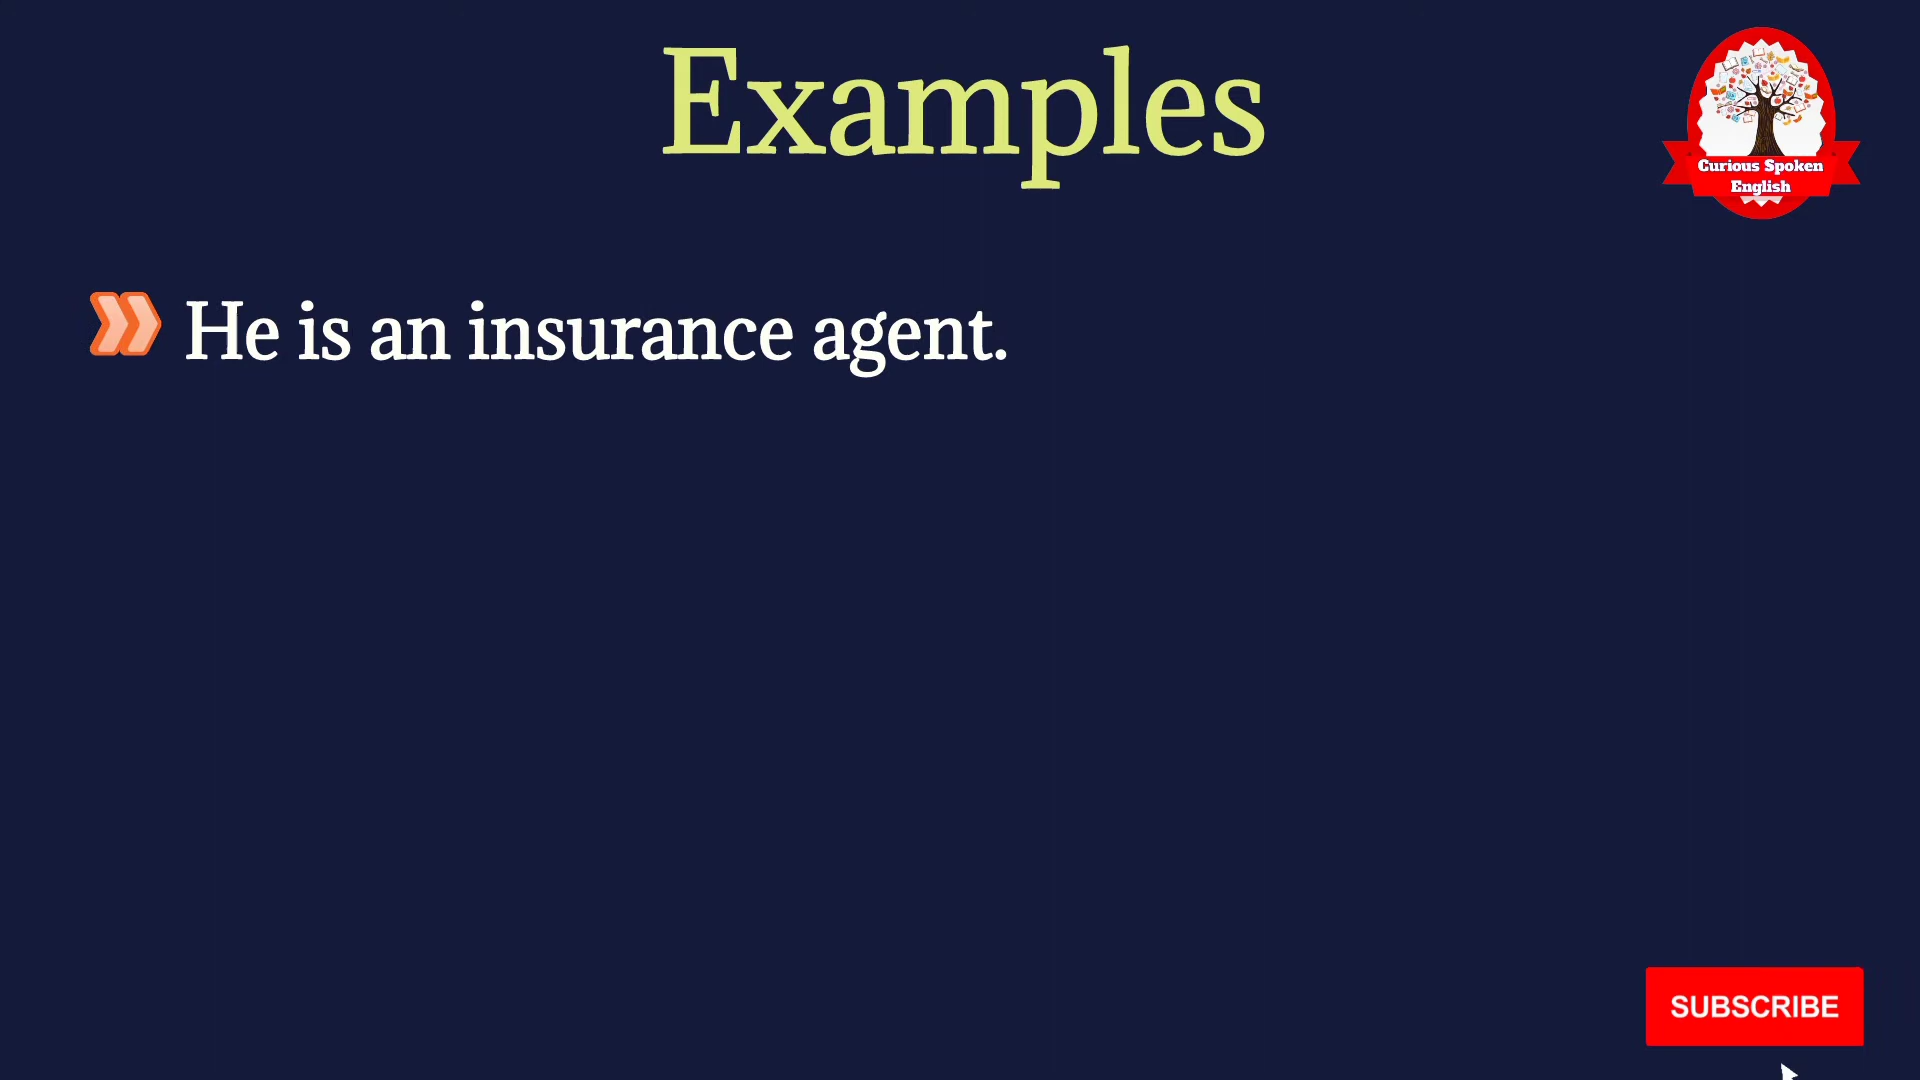 Examples
Curious Spoken
English
He is an insurance agent.
SUBSCRIBE